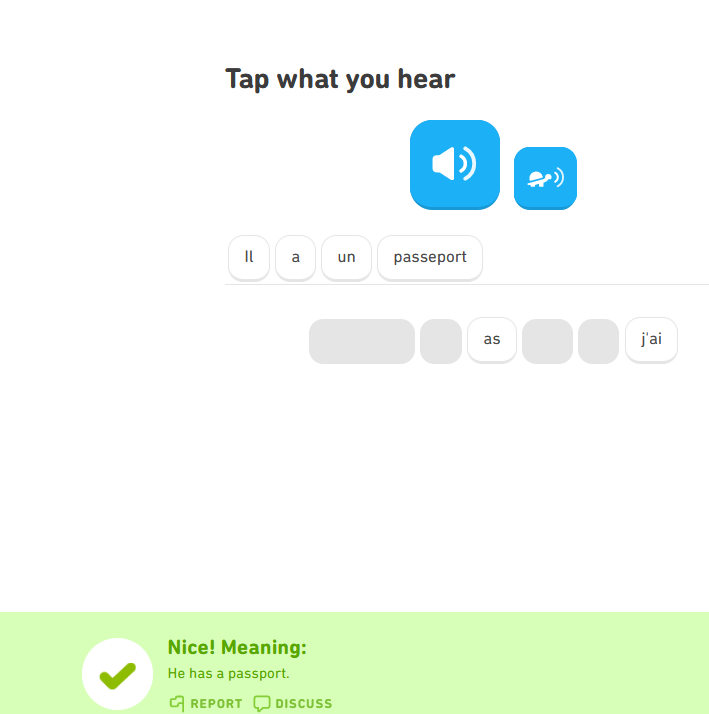 Tap what you hear
Il a un passeport
as j'ai
Nice! Meaning:
He has a passport.
REPORT DISCUSS